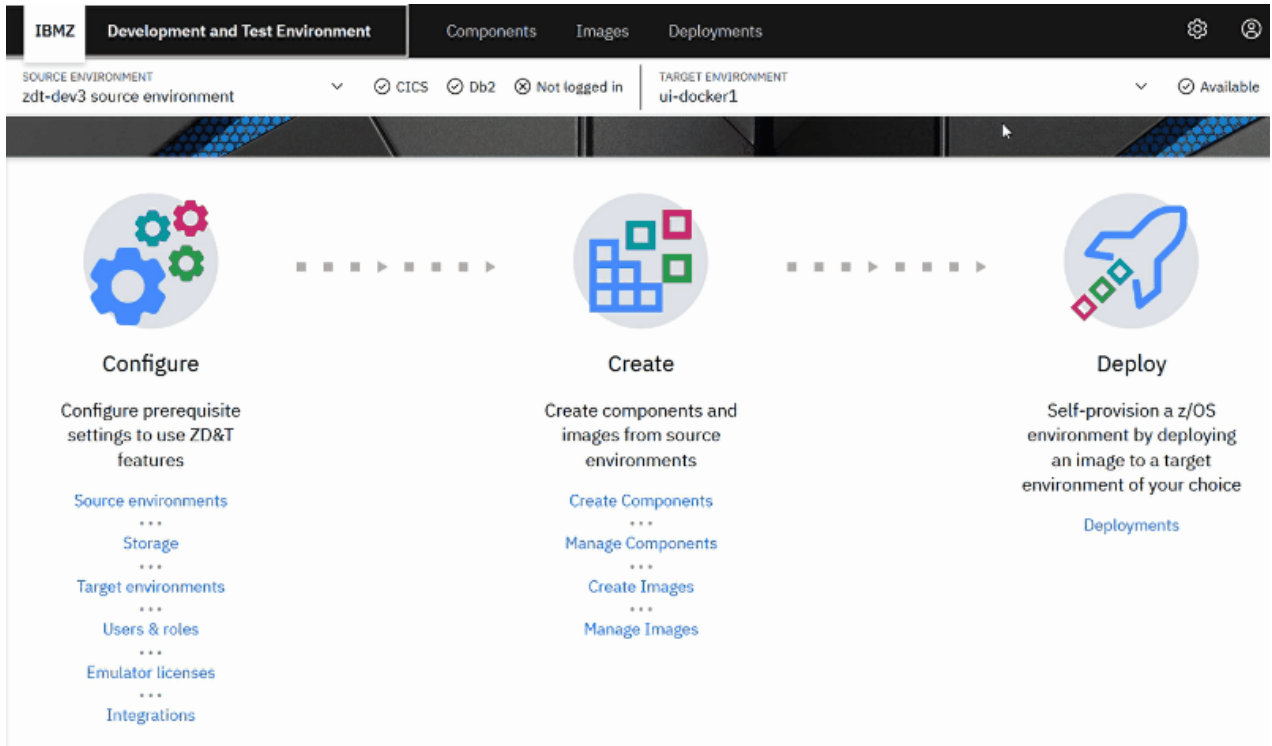 IBMZ Development and Test Environment Components Images Deployments
SOURCE ENVIRONMENT
zdt-dev3 source environment
CICS Db2 Not logged in
TARGET ENVIRONMENT
ui-docker1
Available
Configure
Configure prerequisite
settings to use ZD&T
features
Source environments
Storage
Target environments
Users & roles
Emulator licenses
Integrations
Create
Create components and
images from source
environments
Create Components
Manage Components
Create Images
Manage Images
Deploy
Self-provision a z/OS
environment by deploying
an image to a target
environment of your choice
Deployments